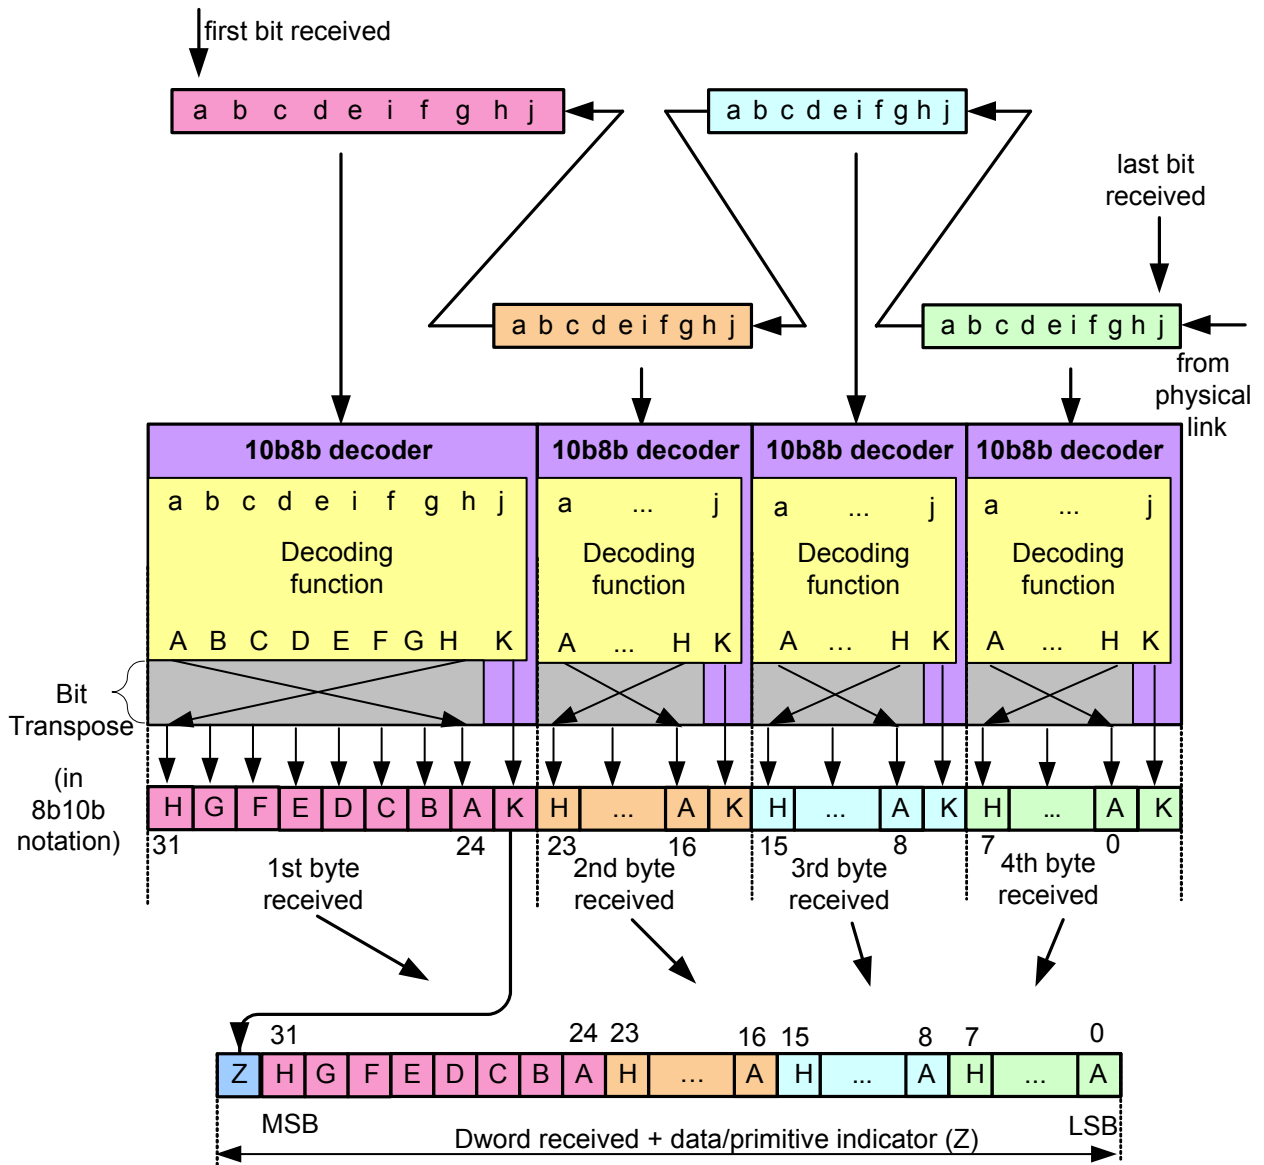 first bit received
a b c d e i f g h j
a b c d e i f g h j
last bit
received
a b c d e i f g h j
a b c d e i f g h j
from
physical
link
10b8b decoder
10b8b decoder
10b8b decoder
10b8b decoder
a b c d e i f g h j
a ... j
a ... j
a ... j
Decoding
function
Decoding
function
Decoding
function
Decoding
function
A B C D E F G H K
A ... H K
A ... H K
A ... H K
Bit
Transpose
(in
8b10b
notation)
H G F E D C B A K
H ... A K
H ... A K
H ... A K
31 24
23 16
15 8
7 0
1st byte
received
2nd byte
received
3rd byte
received
4th byte
received
31 24 23 16 15 8 7 0
Z H G F E D C B A H ... A H ... A H ... A
MSB LSB
Dword received + data/primitive indicator (Z)